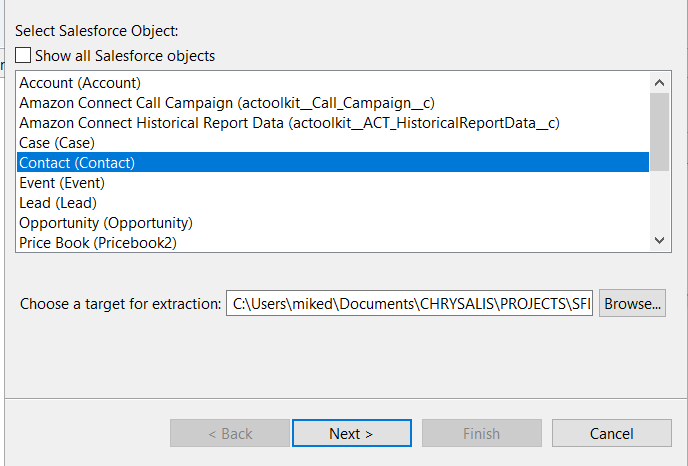 Select Salesforce Object:
Show all Salesforce objects
Account (Account)
Amazon Connect Call Campaign (actoolkit__Call_Campaign__c)
Amazon Connect Historical Report Data (actoolkit__ACT_HistoricalReportData__c)
Case (Case)
Contact (Contact)
Event (Event)
Lead (Lead)
Opportunity (Opportunity)
Price Book (Pricebook2)
Choose a target for extraction: C:\Users\miked\Documents\CHRYSALIS\PROJECTS\SFI Browse...
< Back Next > Finish Cancel